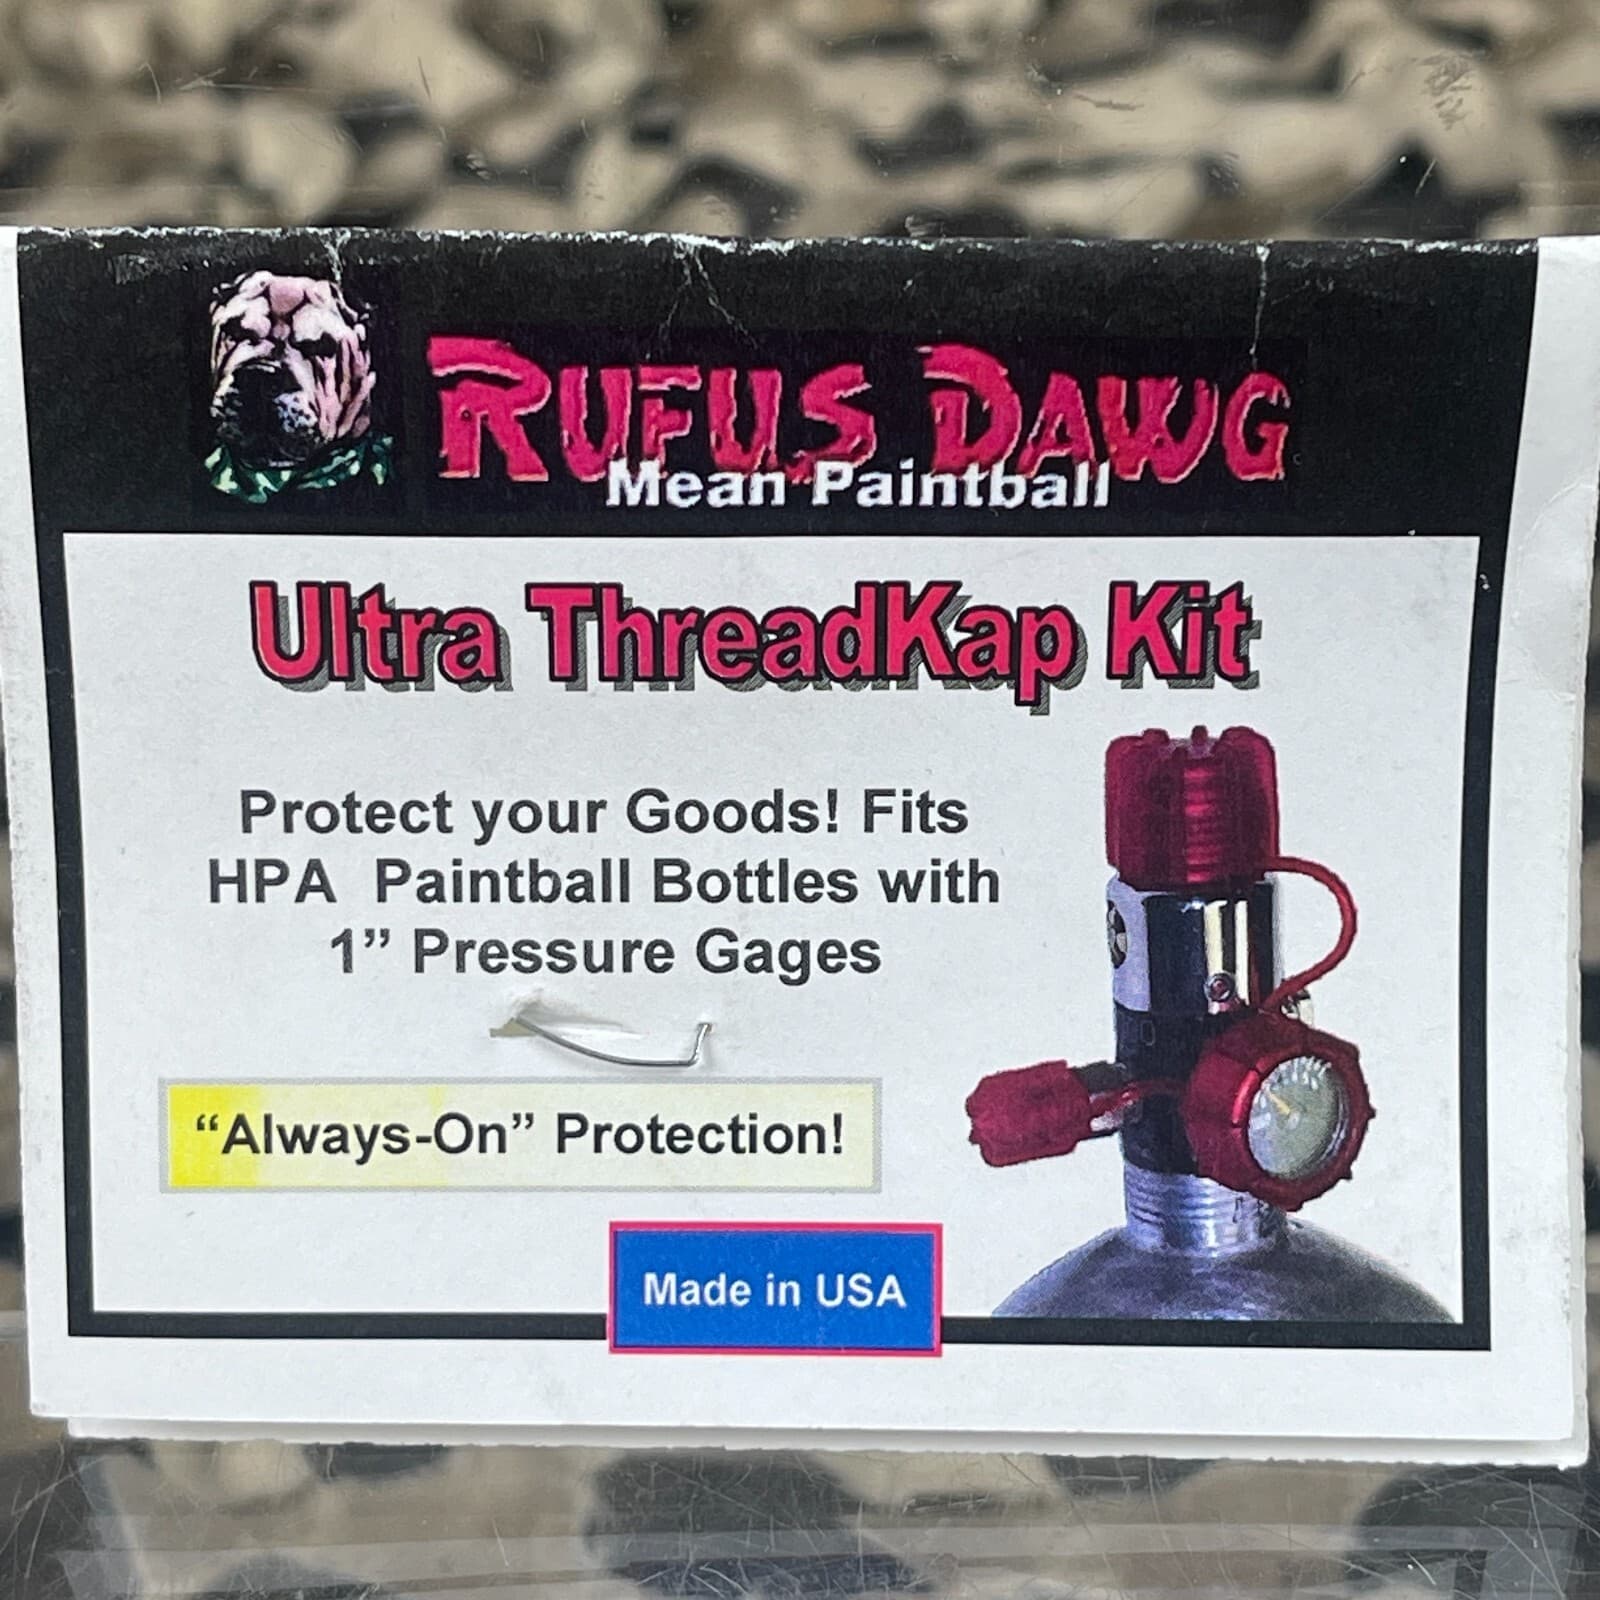 RUFUS DAWG
Mean Paintball
Ultra ThreadKap Kit
Protect your Goods! Fits
HPA Paintball Bottles with
1” Pressure Gages
“Always-On” Protection!
Made in USA